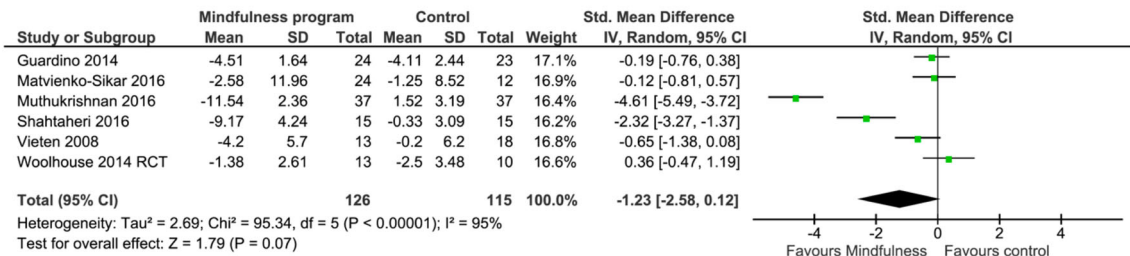 Mindfulness program Control Std. Mean Difference Std. Mean Difference
Study or Subgroup Mean SD Total Mean SD Total Weight IV, Random, 95% CI IV, Random, 95% CI
Guardino 2014 -4.51 1.64 24 -4.11 2.44 23 17.1% -0.19 [-0.76, 0.38]
Matvienko-Sikar 2016 -2.58 11.96 24 -1.25 8.52 12 16.9% -0.12 [-0.81, 0.57]
Muthukrishnan 2016 -11.54 2.36 37 1.52 3.19 37 16.4% -4.61 [-5.49, -3.72]
Shahtaheri 2016 -9.17 4.24 15 -0.33 3.09 15 16.2% -2.32 [-3.27, -1.37]
Vieten 2008 -4.2 5.7 13 -0.2 6.2 18 16.8% -0.65 [-1.38, 0.08]
Woolhouse 2014 RCT -1.38 2.61 13 -2.5 3.48 10 16.6% 0.36 [-0.47, 1.19]
Total (95% CI) 126 115 100.0% -1.23 [-2.58, 0.12]
Heterogeneity: Tau² = 2.69; Chi² = 95.34, df = 5 (P < 0.00001); I² = 95%
Test for overall effect: Z = 1.79 (P = 0.07)
-4 -2 0 2 4
Favours Mindfulness Favours control